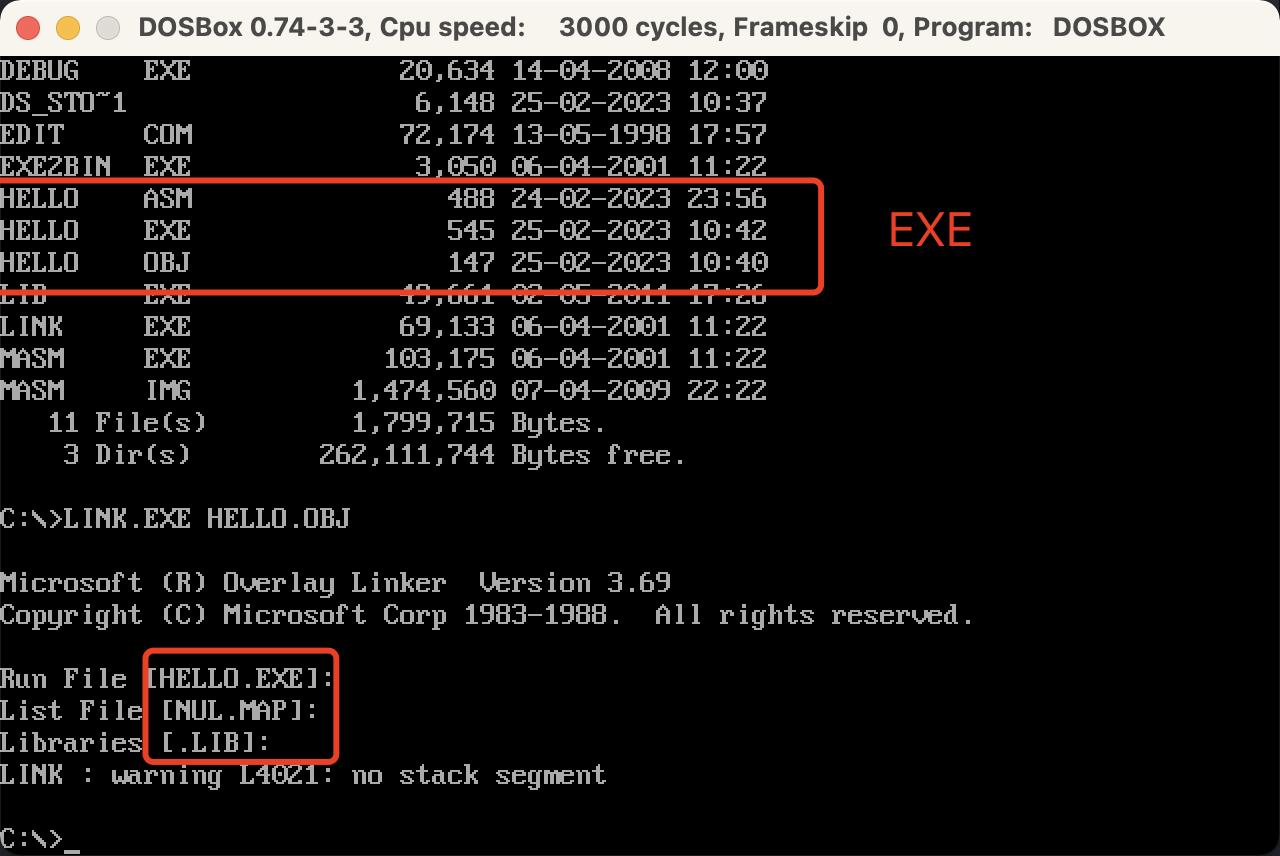 DOSBox 0.74-3-3, Cpu speed: 3000 cycles, Frameskip 0, Program: DOSBOX
DEBUG EXE 20,634 14-04-2008 12:00
DS_STO~1 6,148 25-02-2023 10:37
EDIT COM 72,174 13-05-1998 17:57
EXE2BIN EXE 3,050 06-04-2001 11:22
HELLO ASM 488 24-02-2023 23:56
HELLO EXE 545 25-02-2023 10:42
EXE
HELLO OBJ 147 25-02-2023 10:40
LIB EXE 49,661 02-05-2011 17:26
LINK EXE 69,133 06-04-2001 11:22
MASM EXE 103,175 06-04-2001 11:22
MASM IMG 1,474,560 07-04-2009 22:22
11 File(s) 1,799,715 Bytes.
3 Dir(s) 262,111,744 Bytes free.
C:\>LINK.EXE HELLO.OBJ
Microsoft (R) Overlay Linker Version 3.69
Copyright (C) Microsoft Corp 1983-1988. All rights reserved.
Run File [HELLO.EXE]:
List File [NUL.MAP]:
Libraries [.LIB]:
LINK : warning L4021: no stack segment
C:\>_